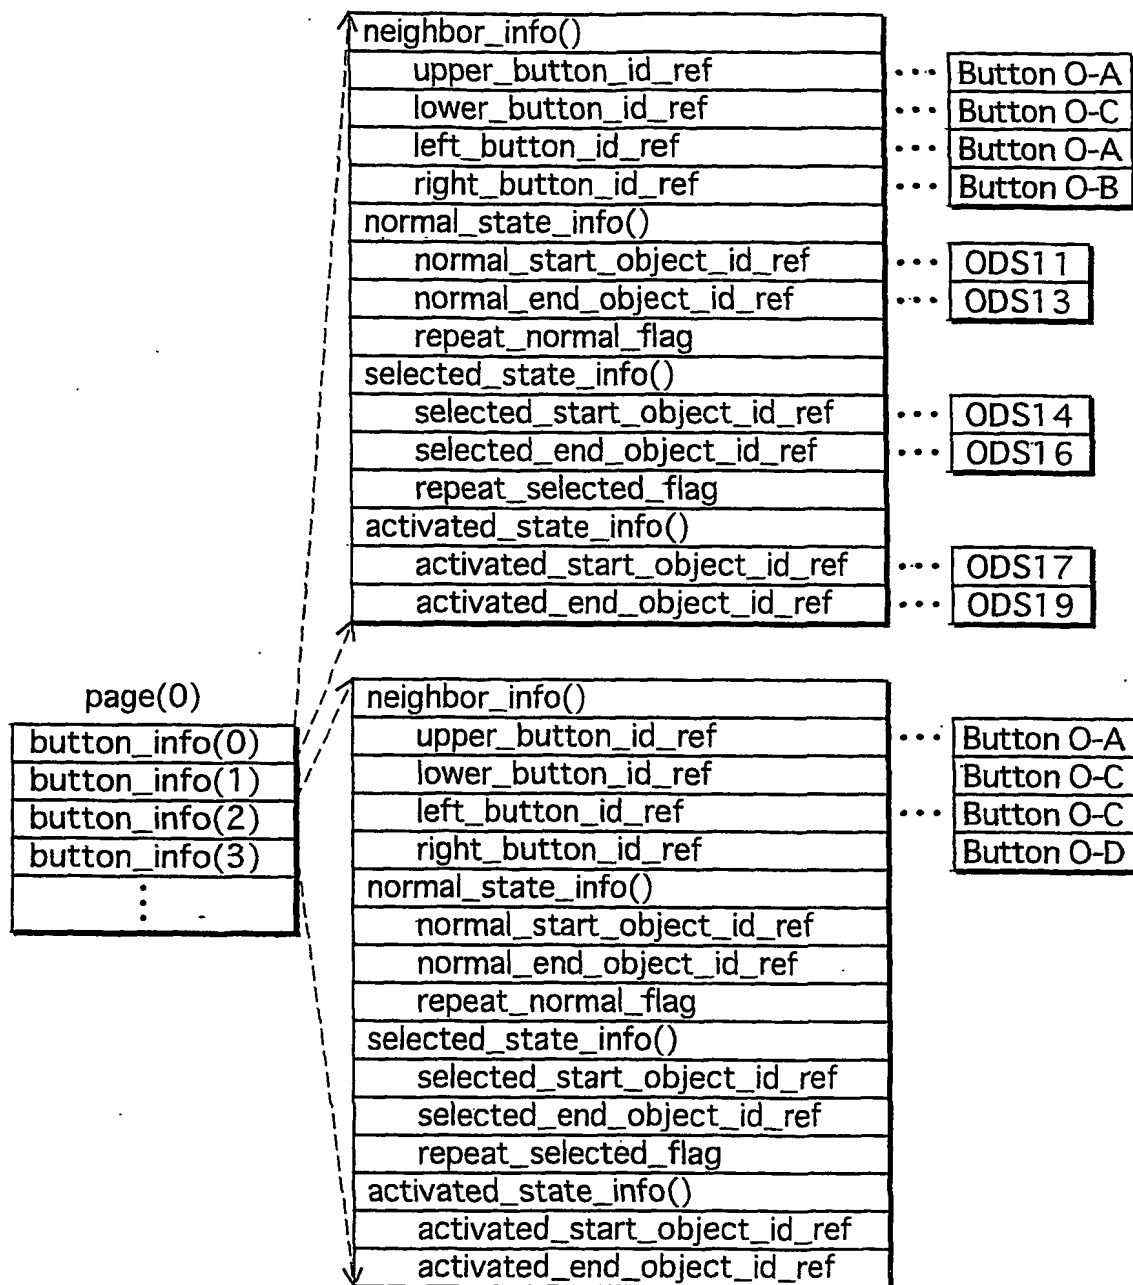 neighbor_info()
upper_button_id_ref ··· Button O-A
lower_button_id_ref ··· Button O-C
left_button_id_ref ··· Button O-A
right_button_id_ref ··· Button O-B
normal_state_info()
normal_start_object_id_ref ··· ODS11
normal_end_object_id_ref ··· ODS13
repeat_normal_flag
selected_state_info()
selected_start_object_id_ref ··· ODS14
selected_end_object_id_ref ··· ODS16
repeat_selected_flag
activated_state_info()
activated_start_object_id_ref ··· ODS17
activated_end_object_id_ref ··· ODS19
page(0)
button_info(0)
button_info(1)
button_info(2)
button_info(3)
⋮
neighbor_info()
upper_button_id_ref ··· Button O-A
lower_button_id_ref Button O-C
left_button_id_ref ··· Button O-C
right_button_id_ref Button O-D
normal_state_info()
normal_start_object_id_ref
normal_end_object_id_ref
repeat_normal_flag
selected_state_info()
selected_start_object_id_ref
selected_end_object_id_ref
repeat_selected_flag
activated_state_info()
activated_start_object_id_ref
activated_end_object_id_ref